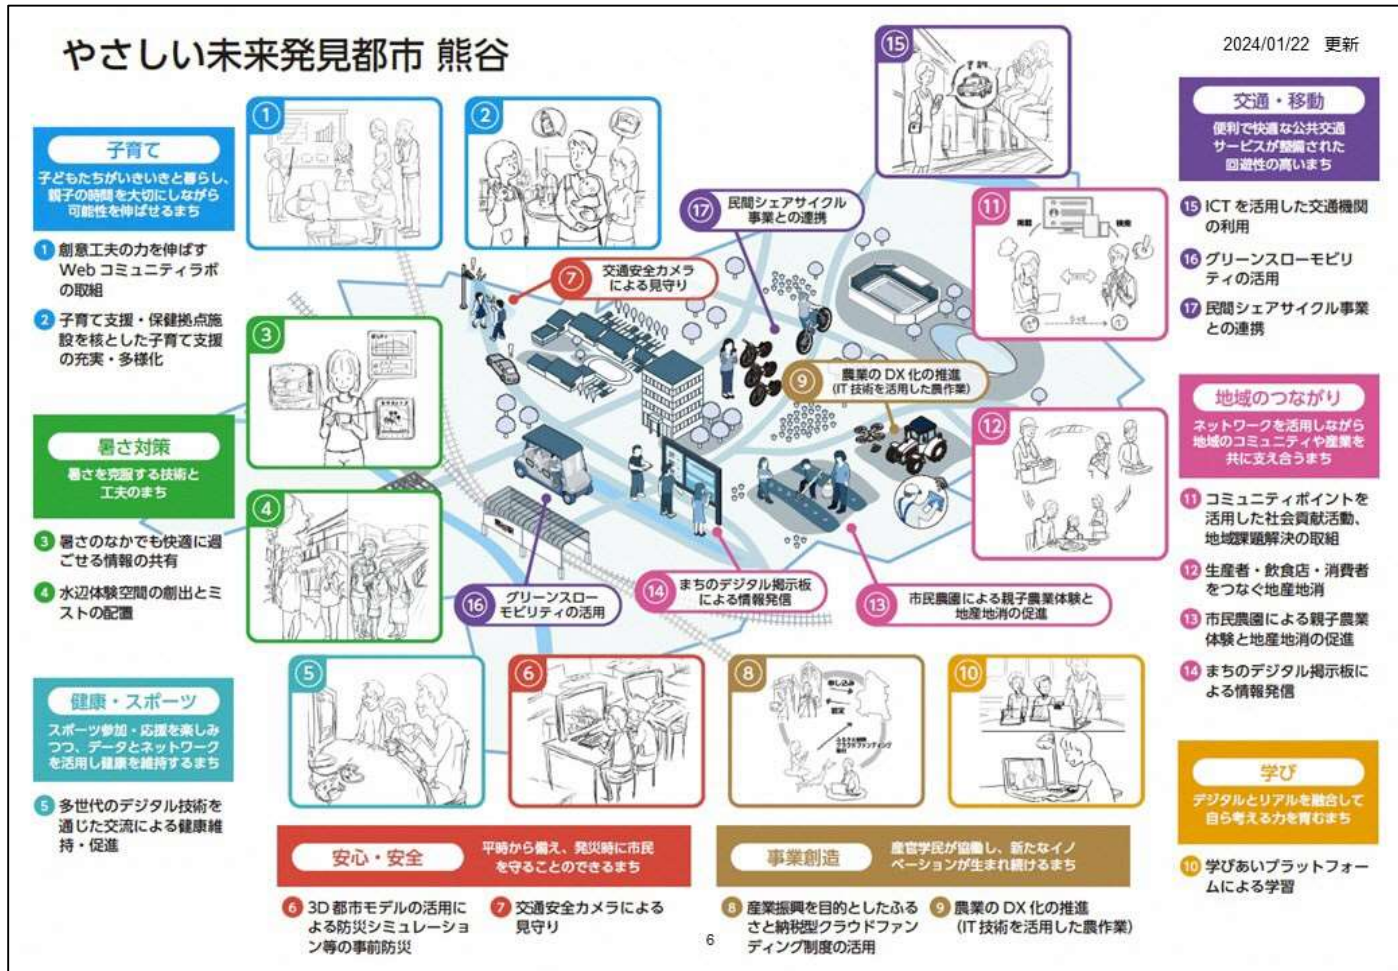 やさしい未来発見都市 熊谷
2024/01/22 更新
子育て
子どもたちがいきいきと暮らし、
親子の時間を大切にしながら
可能性を伸ばせるまち
1 創意工夫の力を伸ばす
Webコミュニティラボ
の取組
2 子育て支援・保健拠点施
設を核とした子育て支援
の充実・多様化
暑さ対策
暑さを克服する技術と
工夫のまち
3 暑さのなかでも快適に過
ごせる情報の共有
4 水辺体験空間の創出とミ
ストの配置
健康・スポーツ
スポーツ参加・応援を楽しみ
つつ、データとネットワーク
を活用し健康を維持するまち
5 多世代のデジタル技術を
通じた交流による健康維
持・促進
1
2
3
4
5
6
8
10
11
掲載
検索
12
15
予約
7 交通安全カメラ
による見守り
17 民間シェアサイクル
事業との連携
9 農業のDX化の推進
(IT技術を活用した農作業)
16 グリーンスロー
モビリティの活用
14 まちのデジタル掲示板
による情報発信
13 市民農園による親子農業体験と
地産地消の促進
申し込み
認定
安心・安全
平時から備え、発災時に市民
を守ることのできるまち
6 3D都市モデルの活用によ
る防災シミュレーショ
ン等の事前防災
7 交通安全カメラによる
見守り
事業創造
産官学民が協働し、新たなイノ
ベーションが生まれ続けるまち
8 産業振興を目的としたふる
さと納税型クラウドファン
ディング制度の活用
9 農業のDX化の推進
(IT技術を活用した農作業)
交通・移動
便利で快適な公共交通
サービスが整備された
回遊性の高いまち
15 ICTを活用した交通機関
の利用
16 グリーンスローモビリ
ティの活用
17 民間シェアサイクル事業
との連携
地域のつながり
ネットワークを活用しながら
地域のコミュニティや産業を
共に支え合うまち
11 コミュニティポイントを
活用した社会貢献活動、
地域課題解決の取組
12 生産者・飲食店・消費者
をつなぐ地産地消
13 市民農園による親子農業
体験と地産地消の促進
14 まちのデジタル掲示板に
よる情報発信
学び
デジタルとリアルを融合して
自ら考える力を育むまち
10 学びあいプラットフォー
ムによる学習
6